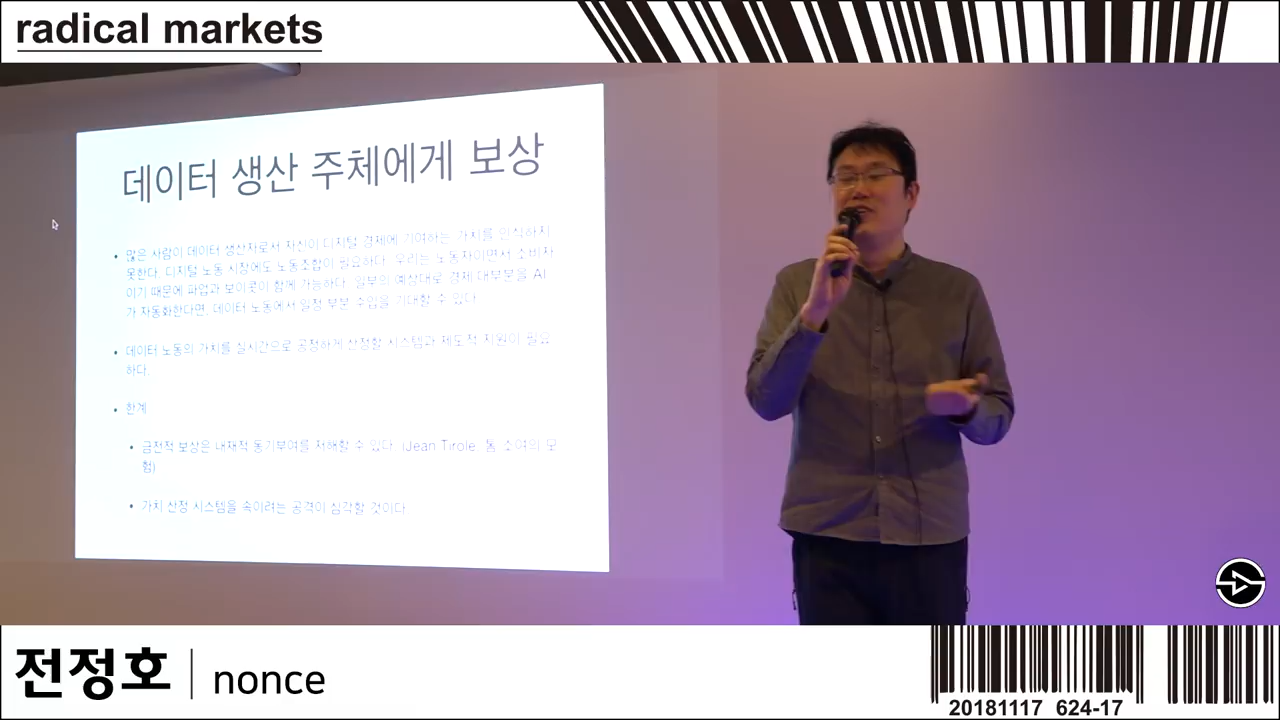 radical markets
데이터 생산 주체에게 보상
• 많은 사람이 데이터 생산자로서 자신이 디지털 경제에 기여하는 가치를 인식하지
못한다. 디지털 노동 시장에도 노동조합이 필요하다. 우리는 노동자이면서 소비자
이기 때문에 파업과 보이콧이 함께 가능하다. 일부의 예상대로 경제 대부분을 AI
가 자동화한다면, 데이터 노동에서 일정 부분 수입을 기대할 수 있다.
• 데이터 노동의 가치를 실시간으로 공정하게 산정할 시스템과 제도적 지원이 필요
하다.
• 한계
• 금전적 보상은 내재적 동기부여를 저해할 수 있다. (Jean Tirole, 톰 소여의 모
험)
• 가치 산정 시스템을 속이려는 공격이 심각할 것이다.
전정호 | nonce
20181117 624-17